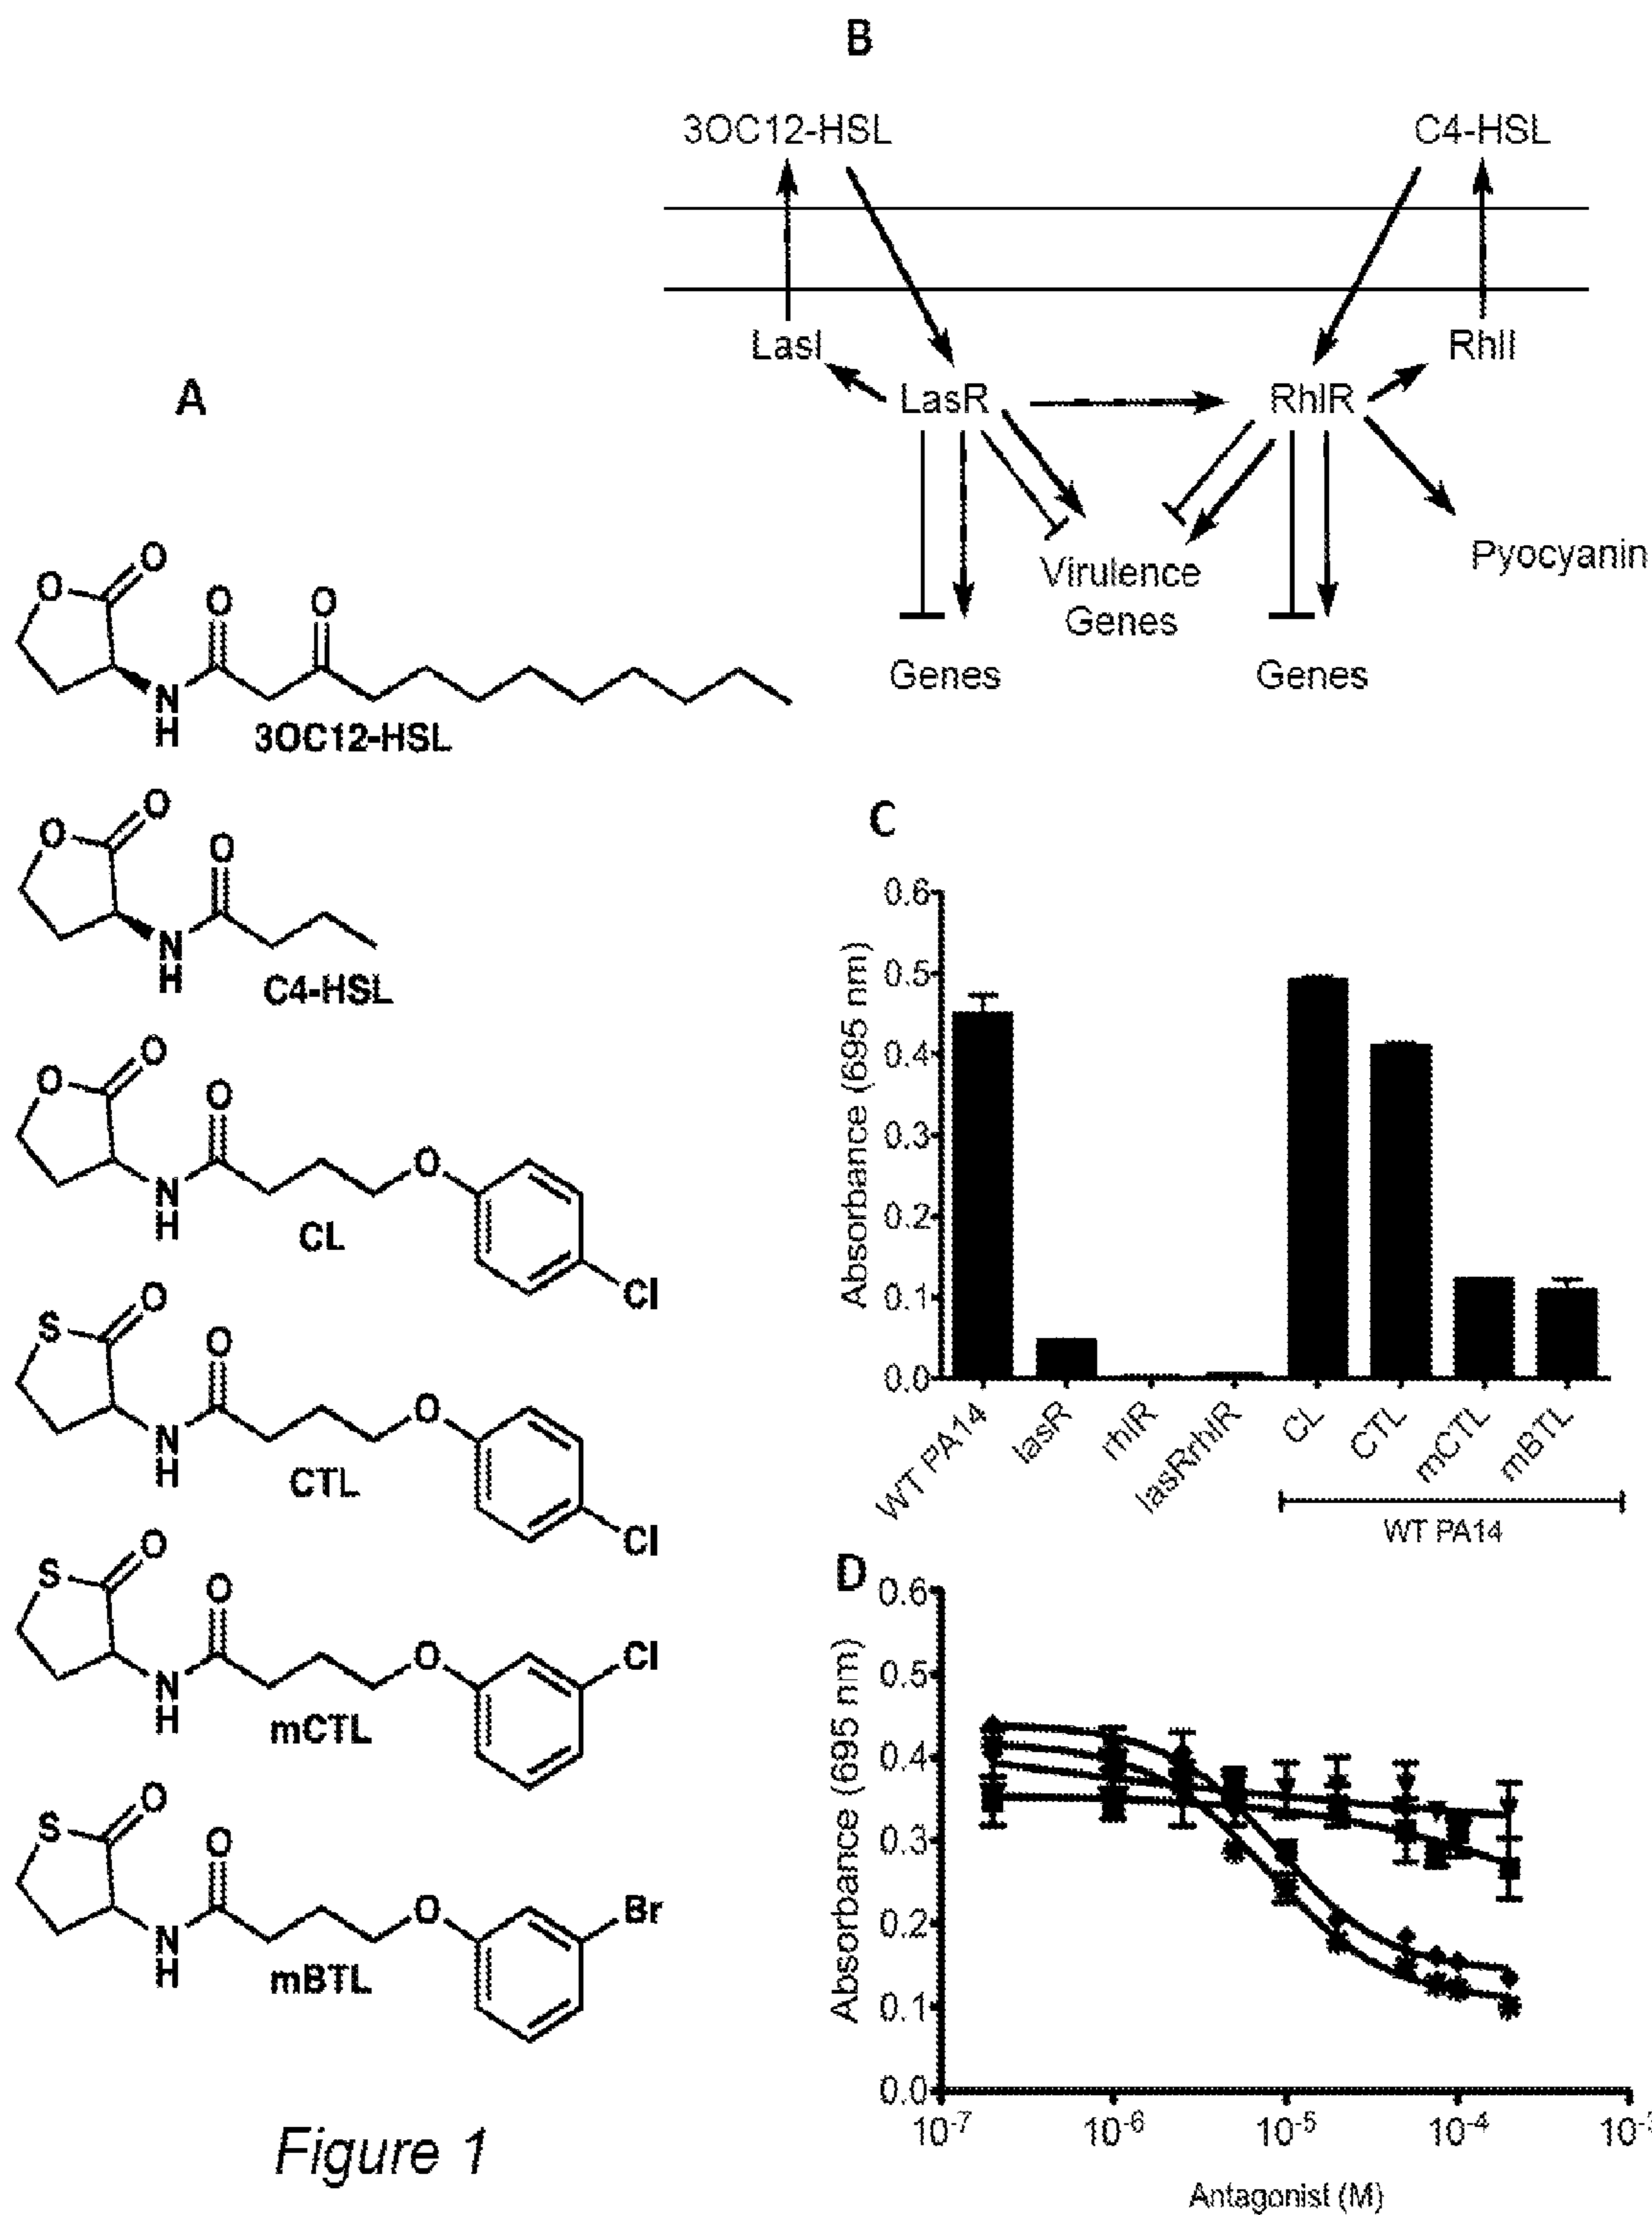 A
O
O
O
O
N
H
3OC12-HSL
O
O
O
N
H
C4-HSL
O
O
O
O
N
H
CL
Cl
S
O
O
O
N
H
CTL
Cl
S
O
O
O
Cl
N
H
mCTL
S
O
O
O
Br
N
H
mBTL
Figure 1
B
3OC12-HSL
C4-HSL
LasI
RhlI
LasR
RhlR
Pyocyanin
Virulence
Genes
Genes
Genes
C
Absorbance (695 nm)
0.6
0.5
0.4
0.3
0.2
0.1
0.0
WT PA14
lasR
rhlR
lasRrhlR
CL
CTL
mCTL
mBTL
WT PA14
D
Absorbance (695 nm)
0.6
0.5
0.4
0.3
0.2
0.1
0.0
10-7
10-6
10-5
10-4
Antagonist (M)